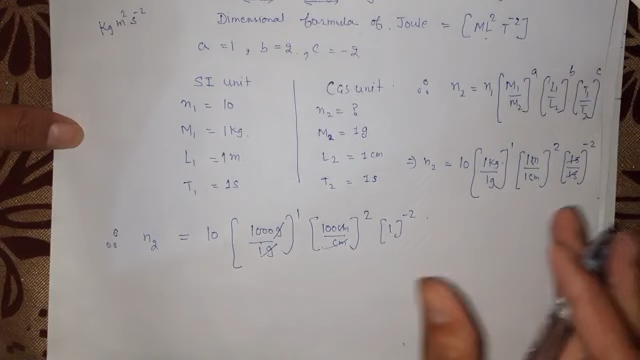 Kg m² s⁻²
Dimensional formula of Joule = [ML² T⁻²]
a = 1, b = 2, c = -2
SI unit
n₁ = 10
M₁ = 1Kg
L₁ = 1m
T₁ = 1s
CGS unit
n₂ = ?
M₂ = 1g
L₂ = 1cm
T₂ = 1s
∴ n₂ = n₁ [M₁/M₂]ᵃ [L₁/L₂]ᵇ [T₁/T₂]ᶜ
⇒ n₂ = 10 [1Kg/1g]¹ [1m/1cm]² [1s/1s]⁻²
∴ n₂ = 10 [1000g/1g]¹ [100cm/cm]² [1]⁻²